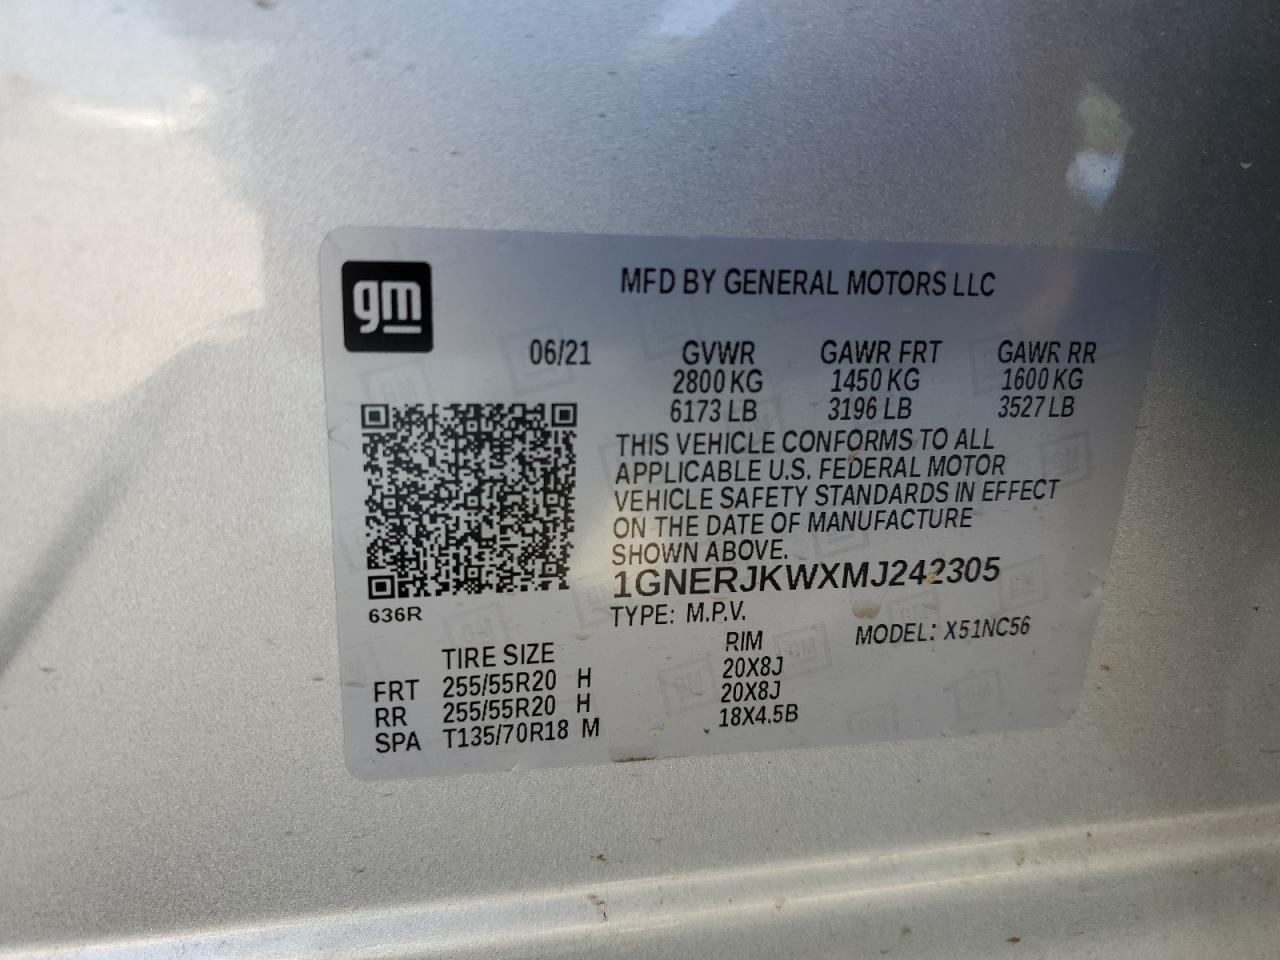 gm
MFD BY GENERAL MOTORS LLC
06/21 GVWR GAWR FRT GAWR RR
2800 KG 1450 KG 1600 KG
6173 LB 3196 LB 3527 LB
THIS VEHICLE CONFORMS TO ALL
APPLICABLE U.S. FEDERAL MOTOR
VEHICLE SAFETY STANDARDS IN EFFECT
ON THE DATE OF MANUFACTURE
SHOWN ABOVE.
1GNERJKWXMJ242305
636R
TYPE: M.P.V. MODEL: X51NC56
TIRE SIZE RIM
FRT 255/55R20 H 20X8J
RR 255/55R20 H 20X8J
SPA T135/70R18 M 18X4.5B